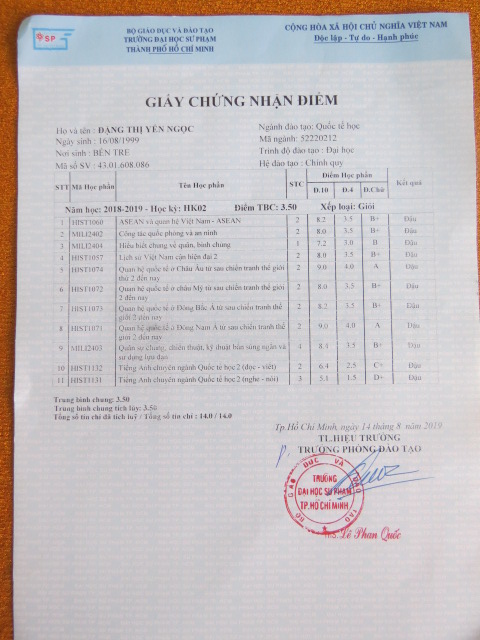 SP
BỘ GIÁO DỤC VÀ ĐÀO TẠO
TRƯỜNG ĐẠI HỌC SƯ PHẠM
THÀNH PHỐ HỒ CHÍ MINH
CỘNG HÒA XÃ HỘI CHỦ NGHĨA VIỆT NAM
Độc lập - Tự do - Hạnh phúc
GIẤY CHỨNG NHẬN ĐIỂM
Họ và tên : ĐẶNG THỊ YẾN NGỌC
Ngày sinh : 16/08/1999
Nơi sinh : BẾN TRE
Mã số SV : 43.01.608.086
Ngành đào tạo: Quốc tế học
Mã ngành: 52220212
Trình độ đào tạo : Đại học
Hệ đào tạo : Chính quy
STT Mã Học phần Tên Học phần STC Điểm Học phần Kết quả
Đ.10 Đ.4 Đ.Chữ
Năm học: 2018-2019 - Học kỳ: HK02 Điểm TBC: 3.50 Xếp loại: Giỏi
1 HIST1060 ASEAN và quan hệ Việt Nam - ASEAN 2 8.2 3.5 B+ Đậu
2 MILI2402 Công tác quốc phòng và an ninh 2 8.0 3.5 B+ Đậu
3 MILI2404 Hiểu biết chung về quân, binh chủng 1 7.2 3.0 B Đậu
4 HIST1057 Lịch sử Việt Nam cận hiện đại 2 2 8.0 3.5 B+ Đậu
5 HIST1074 Quan hệ quốc tế ở Châu Âu từ sau chiến tranh thế giới thứ 2 đến nay 2 9.0 4.0 A Đậu
6 HIST1072 Quan hệ quốc tế ở châu Mỹ từ sau chiến tranh thế giới 2 đến nay 2 8.0 3.5 B+ Đậu
7 HIST1073 Quan hệ quốc tế ở Đông Bắc Á từ sau chiến tranh thế giới 2 đến nay 2 8.2 3.5 B+ Đậu
8 HIST1071 Quan hệ quốc tế ở Đông Nam Á từ sau chiến tranh thế giới 2 đến nay 2 9.0 4.0 A Đậu
9 MILI2403 Quân sự chung, chiến thuật, kỹ thuật bắn súng ngắn và sử dụng lựu đạn 4 8.4 3.5 B+ Đậu
10 HIST1132 Tiếng Anh chuyên ngành Quốc tế học 2 (đọc - viết) 2 6.4 2.5 C+ Đậu
11 HIST1131 Tiếng Anh chuyên ngành Quốc tế học 2 (nghe - nói) 3 5.1 1.5 D+ Đậu
Trung bình chung: 3.50
Trung bình chung tích lũy: 3.50
Tổng số tín chỉ đã tích luỹ / Tổng số tín chỉ : 14.0 / 14.0
Tp.Hồ Chí Minh, ngày 14 tháng 8. năm 2019
TL.HIỆU TRƯỞNG
TRƯỞNG PHÒNG ĐÀO TẠO
P.
BỘ GIÁO DỤC VÀ ĐÀO TẠO
TRƯỜNG
ĐẠI HỌC SƯ PHẠM
TP.HỒ CHÍ MINH
ThS. Lê Phan Quốc